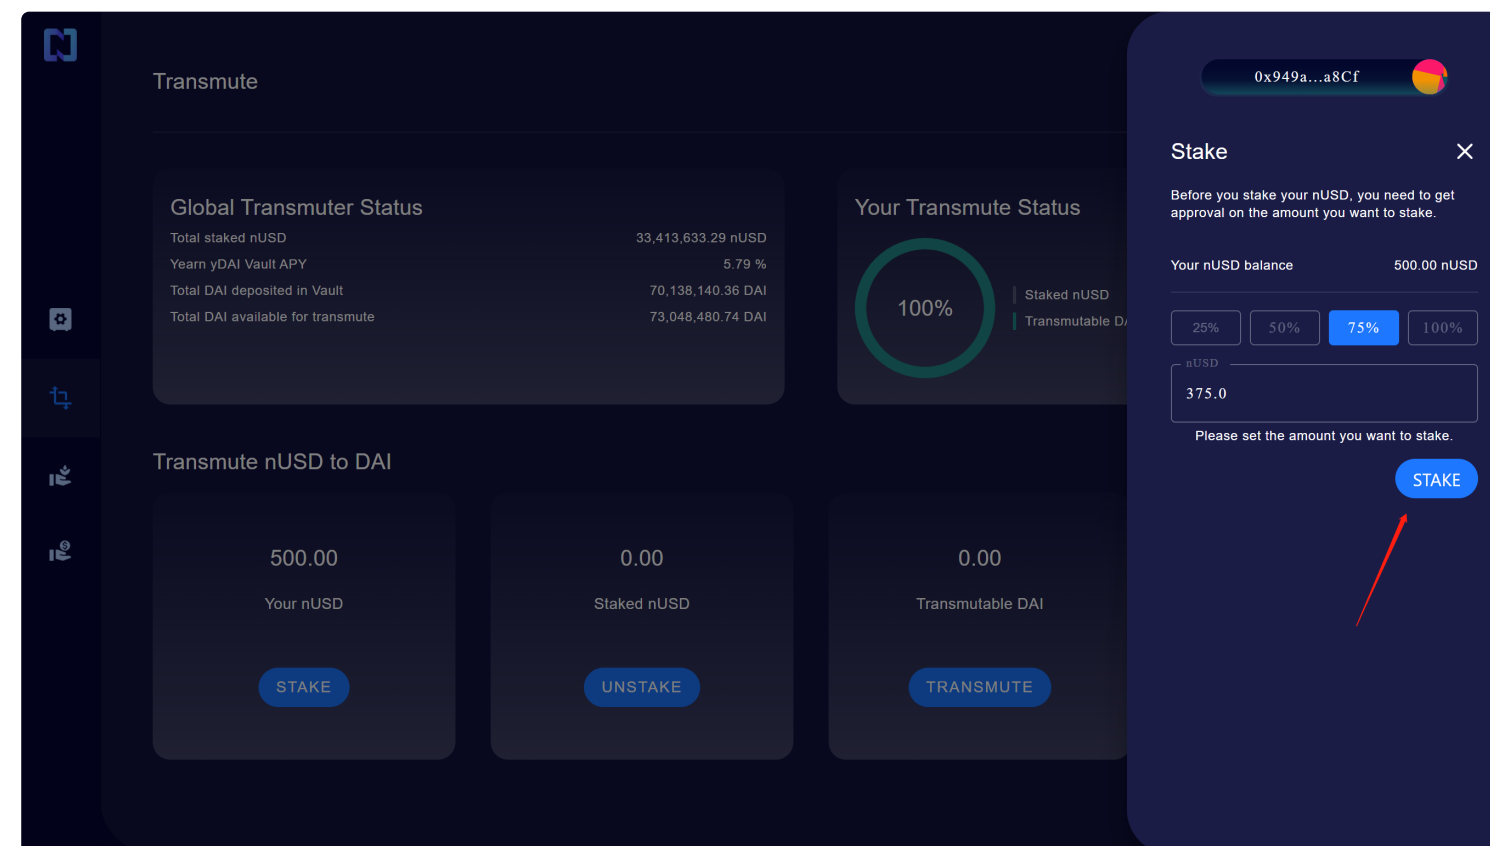 Transmute
Global Transmuter Status
Total staked nUSD 33,413,633.29 nUSD
Yearn yDAI Vault APY 5.79 %
Total DAI deposited in Vault 70,138,140.36 DAI
Total DAI available for transmute 73,048,480.74 DAI
Your Transmute Status
100%
Staked nUSD
Transmutable D
Transmute nUSD to DAI
500.00
Your nUSD
STAKE
0.00
Staked nUSD
UNSTAKE
0.00
Transmutable DAI
TRANSMUTE
0x949a...a8Cf
Stake
Before you stake your nUSD, you need to get
approval on the amount you want to stake.
Your nUSD balance 500.00 nUSD
25% 50% 75% 100%
nUSD
375.0
Please set the amount you want to stake.
STAKE